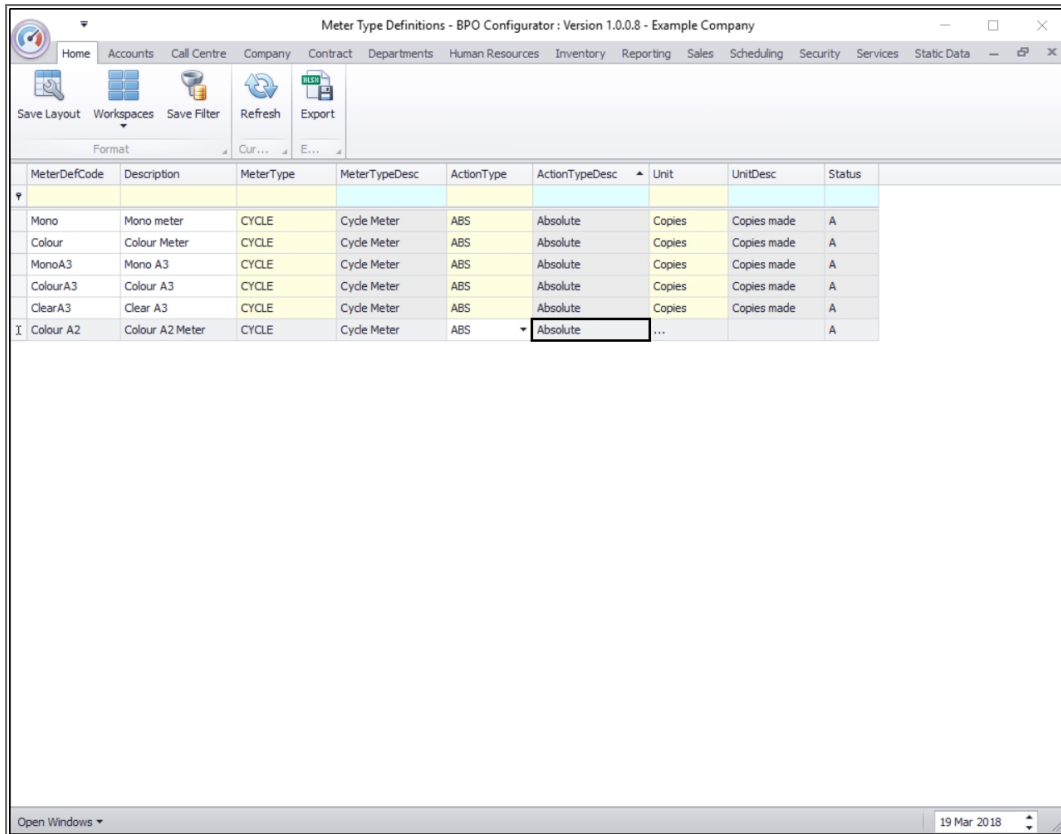 Meter Type Definitions - BPO Configurator : Version 1.0.0.8 - Example Company
Home Accounts Call Centre Company Contract Departments Human Resources Inventory Reporting Sales Scheduling Security Services Static Data
XLSX
Save Layout Workspaces Save Filter Refresh Export
Format Cur... E...
MeterDefCode Description MeterType MeterTypeDesc ActionType ActionTypeDesc Unit UnitDesc Status
Mono Mono meter CYCLE Cycle Meter ABS Absolute Copies Copies made A
Colour Colour Meter CYCLE Cycle Meter ABS Absolute Copies Copies made A
MonoA3 Mono A3 CYCLE Cycle Meter ABS Absolute Copies Copies made A
ColourA3 Colour A3 CYCLE Cycle Meter ABS Absolute Copies Copies made A
ClearA3 Clear A3 CYCLE Cycle Meter ABS Absolute Copies Copies made A
Colour A2 Colour A2 Meter CYCLE Cycle Meter ABS Absolute ... A
Open Windows 19 Mar 2018